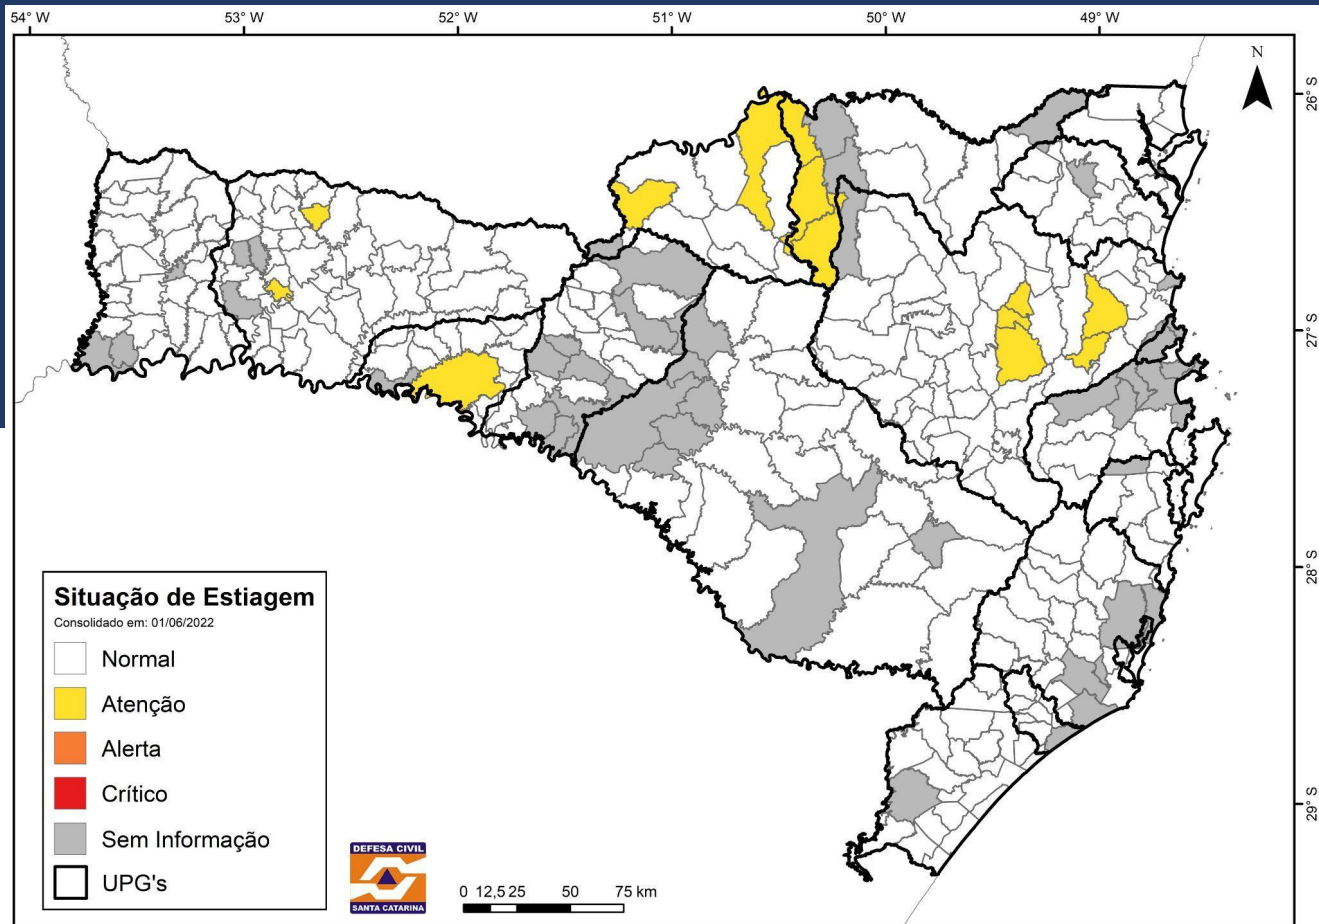 54° W
53° W
52° W
51° W
50° W
49° W
N
26° S
27° S
28° S
29° S
Situação de Estiagem
Consolidado em: 01/06/2022
Normal
Atenção
Alerta
Crítico
Sem Informação
UPG's
DEFESA CIVIL
SANTA CATARINA
0 12,5 25 50 75 km